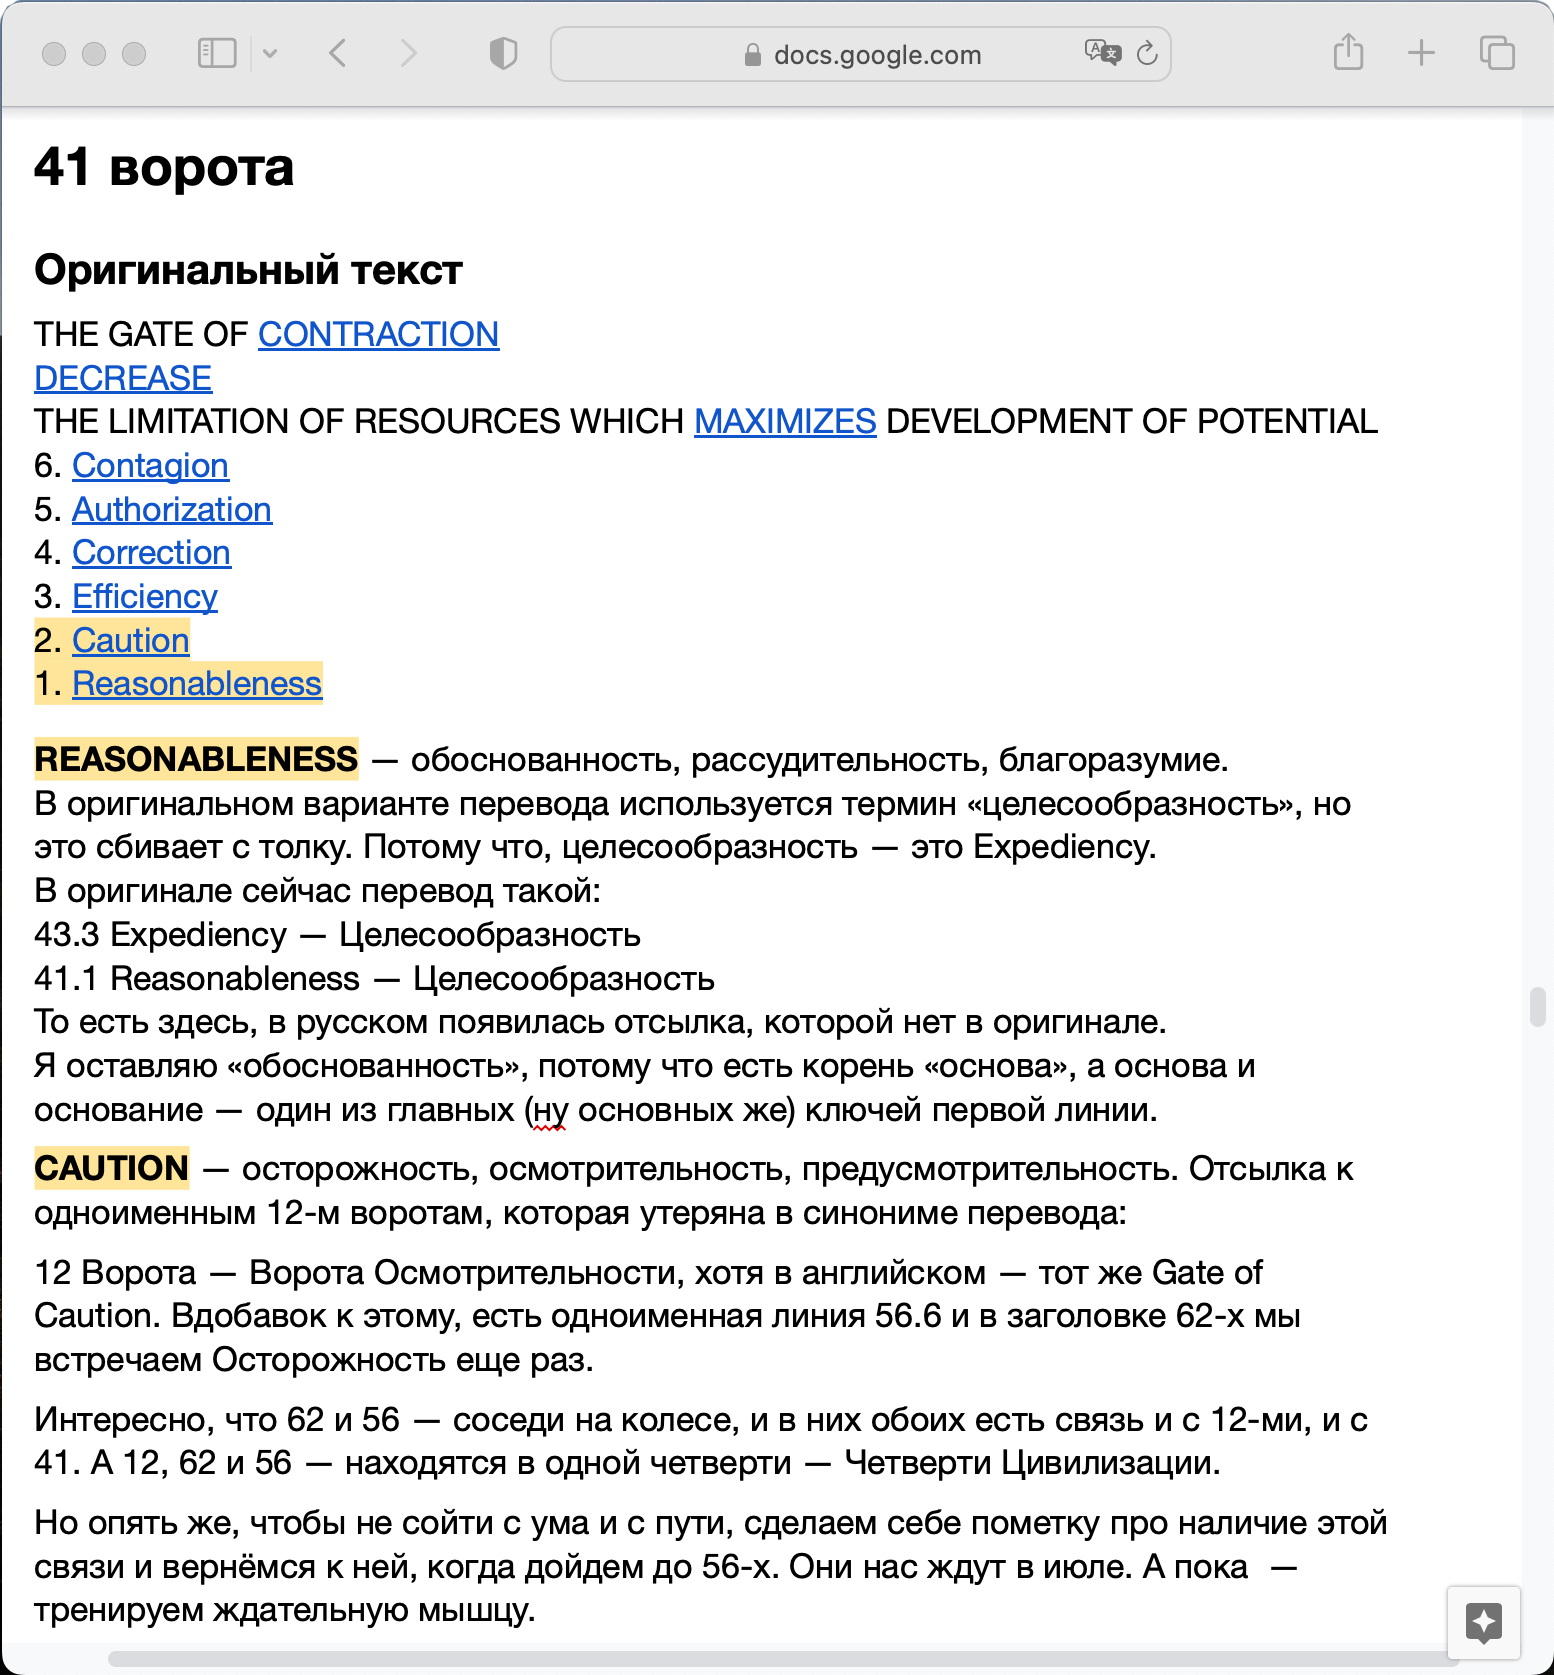 docs.google.com
41 ворота
Оригинальный текст
THE GATE OF CONTRACTION
DECREASE
THE LIMITATION OF RESOURCES WHICH MAXIMIZES DEVELOPMENT OF POTENTIAL
6. Contagion
5. Authorization
4. Correction
3. Efficiency
2. Caution
1. Reasonableness
REASONABLENESS — обоснованность, рассудительность, благоразумие.
В оригинальном варианте перевода используется термин «целесообразность», но
это сбивает с толку. Потому что, целесообразность — это Expediency.
В оригинале сейчас перевод такой:
43.3 Expediency — Целесообразность
41.1 Reasonableness — Целесообразность
То есть здесь, в русском появилась отсылка, которой нет в оригинале.
Я оставляю «обоснованность», потому что есть корень «основа», а основа и
основание — один из главных (ну основных же) ключей первой линии.
CAUTION — осторожность, осмотрительность, предусмотрительность. Отсылка к
одноименным 12-м воротам, которая утеряна в синониме перевода:
12 Ворота — Ворота Осмотрительности, хотя в английском — тот же Gate of
Caution. Вдобавок к этому, есть одноименная линия 56.6 и в заголовке 62-х мы
встречаем Осторожность еще раз.
Интересно, что 62 и 56 — соседи на колесе, и в них обоих есть связь и с 12-ми, и с
41. А 12, 62 и 56 — находятся в одной четверти — Четверти Цивилизации.
Но опять же, чтобы не сойти с ума и с пути, сделаем себе пометку про наличие этой
связи и вернёмся к ней, когда дойдем до 56-х. Они нас ждут в июле. А пока  —
тренируем ждательную мышцу.